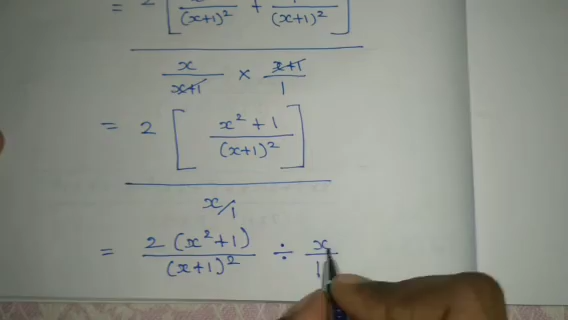 = 2 [ /(x+1)² + /(x+1)² ]
x/x+1 × x+1/1
= 2 [ x² + 1/(x+1)² ]
x/1
= 2 (x²+1)/(x+1)² ÷ x/1